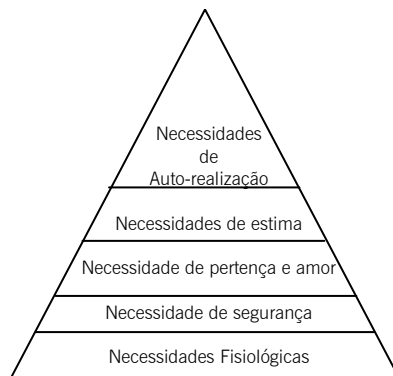 Necessidades
de
Auto-realização
Necessidades de estima
Necessidade de pertença e amor
Necessidade de segurança
Necessidades Fisiológicas